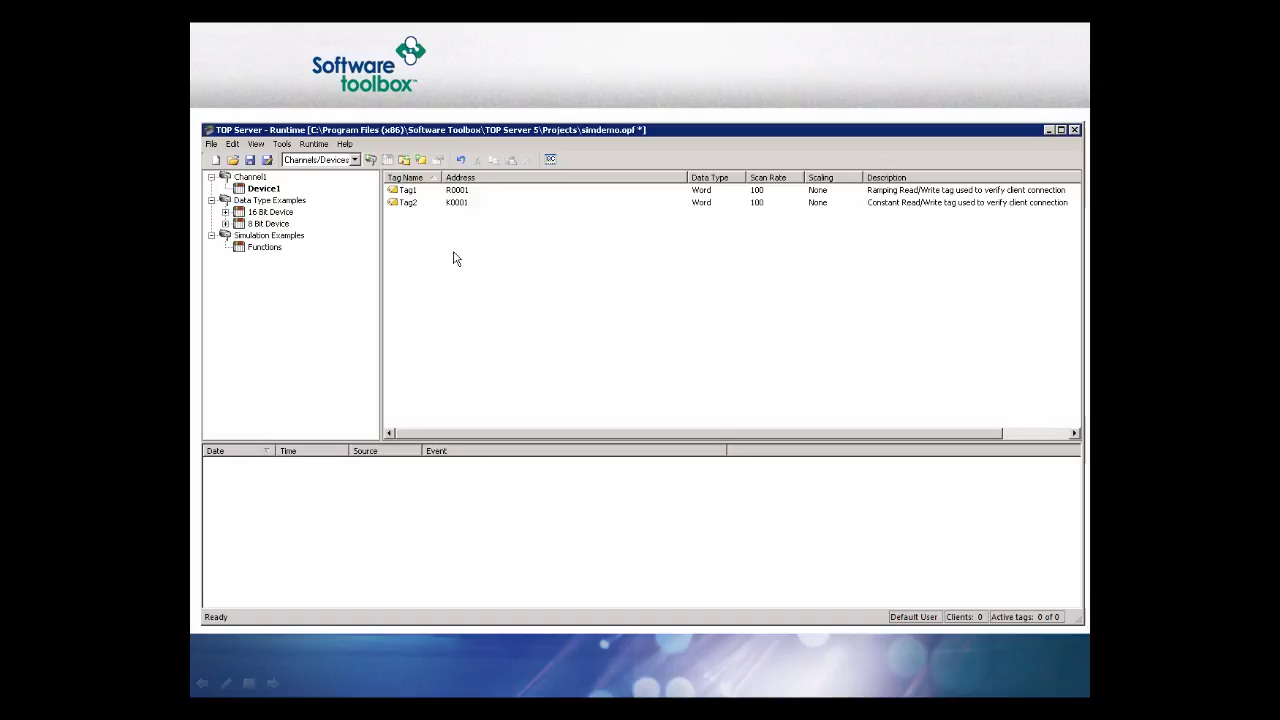 Software
toolbox™
TOP Server - Runtime [C:\Program Files (x86)\Software Toolbox\TOP Server 5\Projects\simdemo.opf *]
File Edit View Tools Runtime Help
Channels/Devices
Channel1
Device1
Data Type Examples
16 Bit Device
8 Bit Device
Simulation Examples
Functions
Tag Name Address Data Type Scan Rate Scaling Description
Tag1 R0001 Word 100 None Ramping Read/Write tag used to verify client connection
Tag2 K0001 Word 100 None Constant Read/Write tag used to verify client connection
Date Time Source Event
Ready Default User Clients: 0 Active tags: 0 of 0